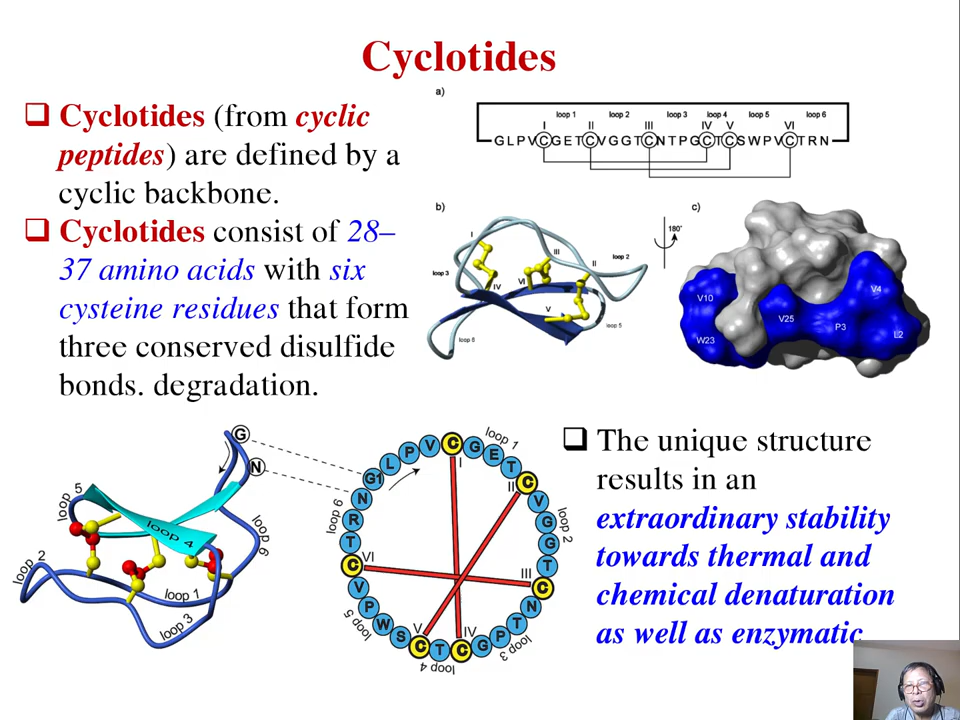 Cyclotides
❑ Cyclotides (from cyclic
peptides) are defined by a
cyclic backbone.
❑ Cyclotides consist of 28–
37 amino acids with six
cysteine residues that form
three conserved disulfide
bonds. degradation.
a)
loop 1 loop 2 loop 3 loop 4 loop 5 loop 6
I II III IV V VI
GLPVCGETCVGGTCNTPGCTCSWPVCTRN
b)
I
III
II
loop 2
loop 3
IV
VI
V
loop 5
loop 6
180°
c)
V10
V4
V25
P3
L2
W23
G
N
loop 5
loop 4
loop 6
loop 2
loop 1
loop 3
G1 L P V C G E T C V G G T C N T P G C T C S W P V C T R N
loop 1
I
II
loop 2
III
loop 3
IV
loop 4
V
loop 5
VI
loop 6
❑ The unique structure
results in an
extraordinary stability
towards thermal and
chemical denaturation
as well as enzymatic